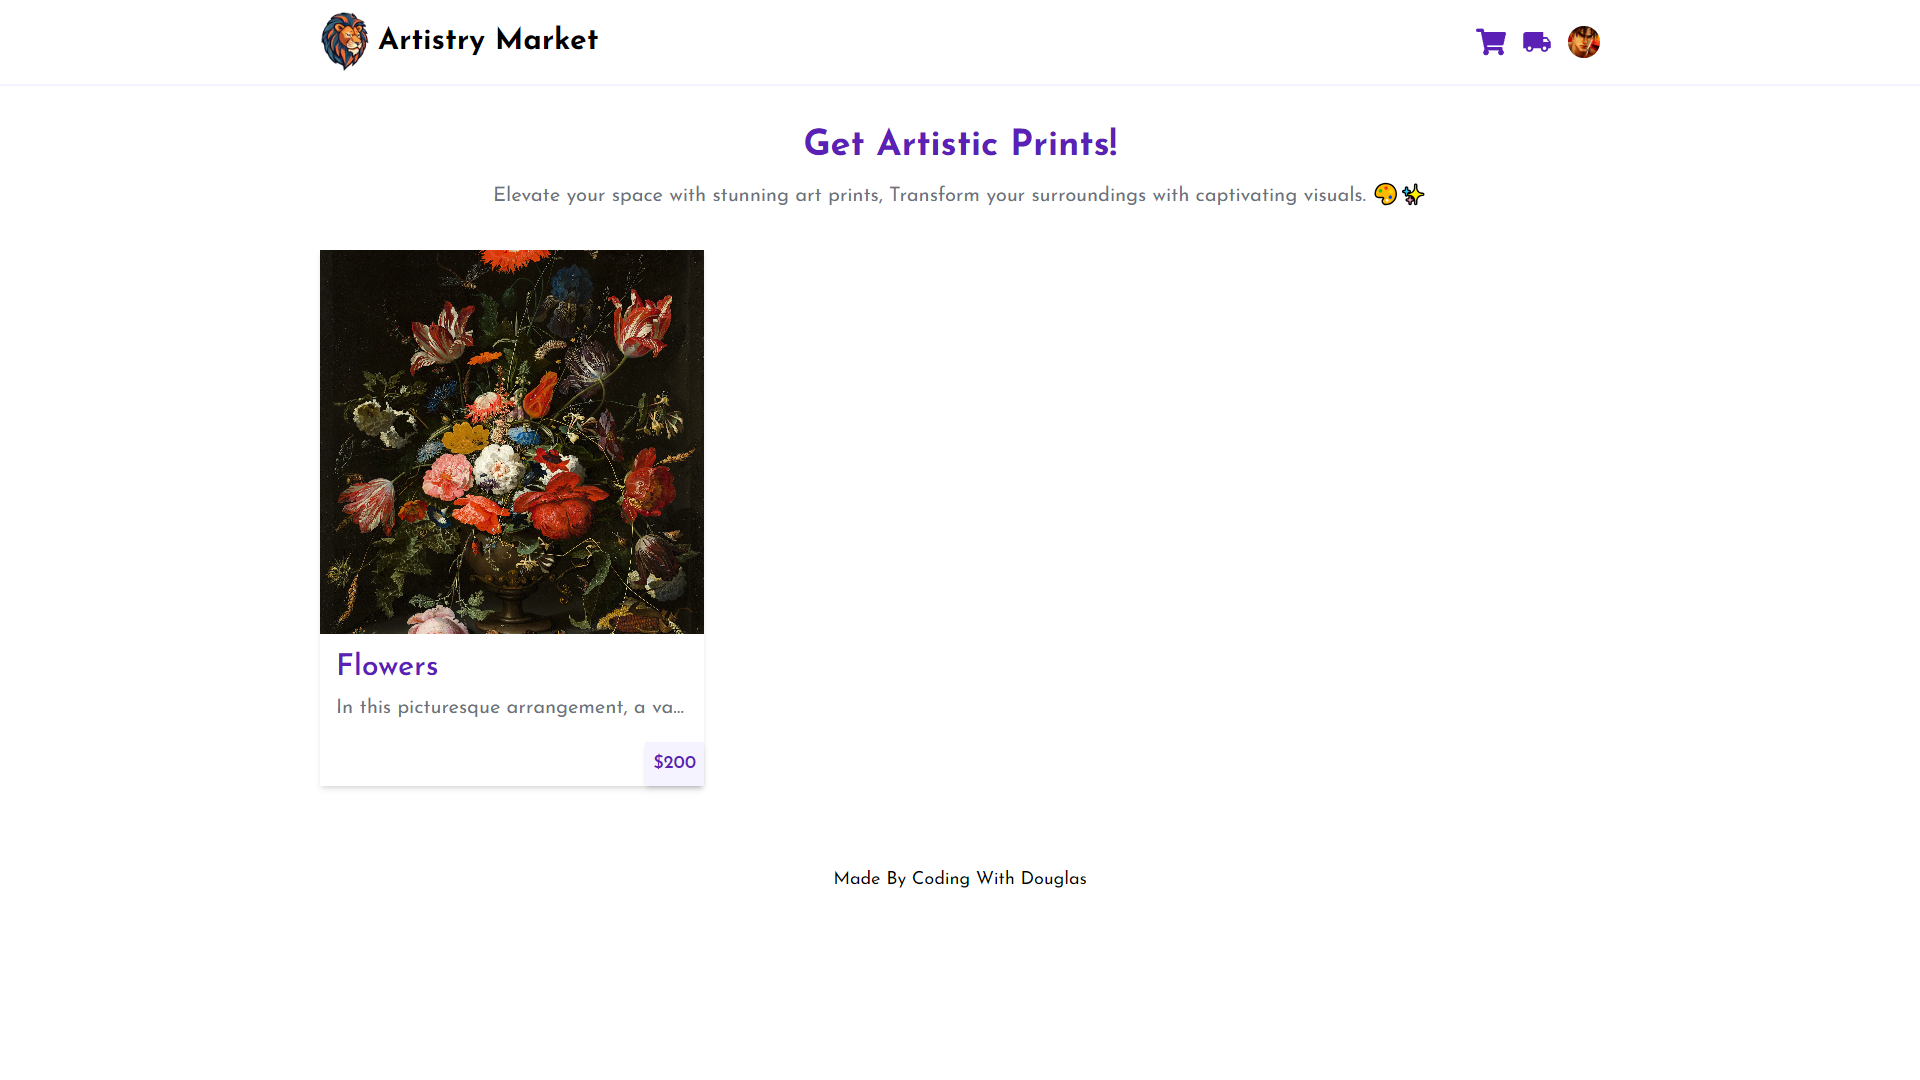 Artistry Market
Get Artistic Prints!
Elevate your space with stunning art prints, Transform your surroundings with captivating visuals. 🎨✨
Flowers
In this picturesque arrangement, a va...
$200
Made By Coding With Douglas